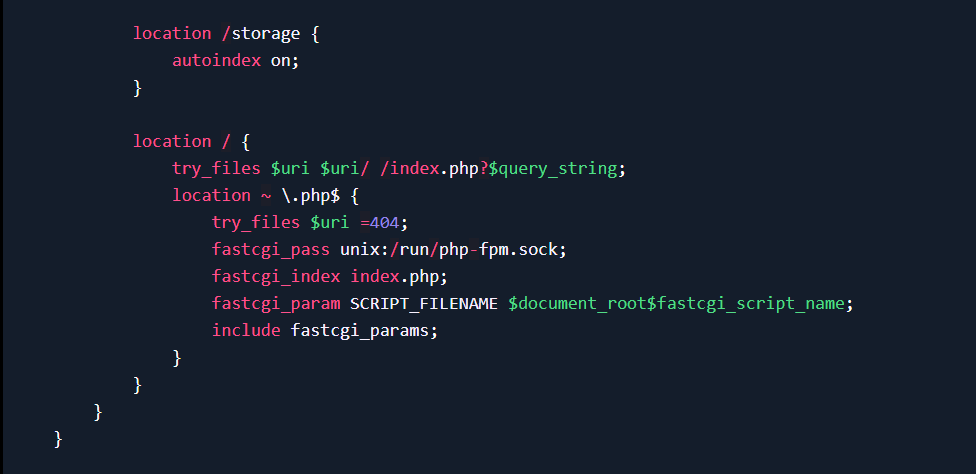 location /storage {
autoindex on;
}
location / {
try_files $uri $uri/ /index.php?$query_string;
location ~ \.php$ {
try_files $uri =404;
fastcgi_pass unix:/run/php-fpm.sock;
fastcgi_index index.php;
fastcgi_param SCRIPT_FILENAME $document_root$fastcgi_script_name;
include fastcgi_params;
}
}
}
}